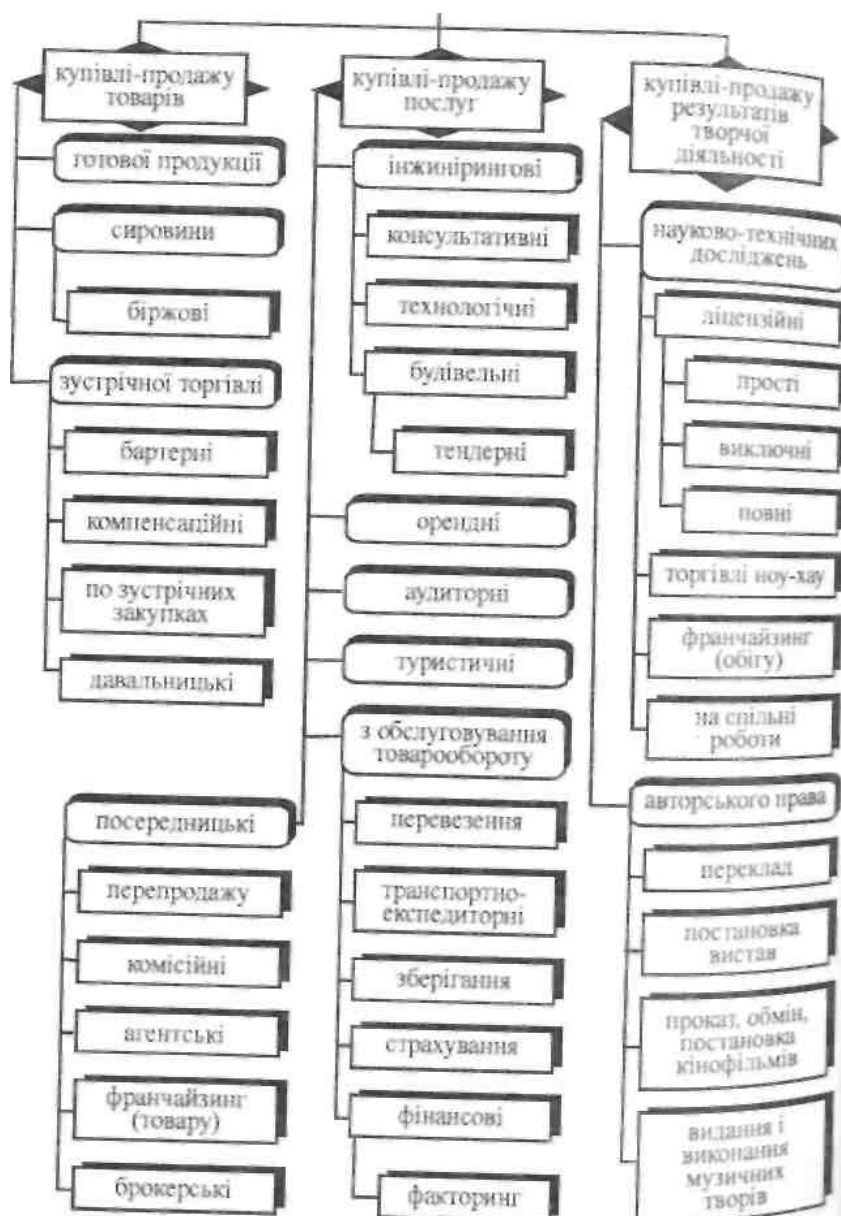 купівлі-продажу
товарів
готової продукції
сировини
біржові
зустрічної торгівлі
бартерні
компенсаційні
по зустрічних
закупках
давальницькі
купівлі-продажу
послуг
інжинірингові
консультативні
технологічні
будівельні
тендерні
орендні
аудиторні
туристичні
з обслуговування
товарообороту
перевезення
транспортно-
експедиторні
зберігання
страхування
фінансові
факторинг
посередницькі
перепродажу
комісійні
агентські
франчайзинг
(товару)
брокерські
купівлі-продажу
результатів
творчої
діяльності
науково-технічних
досліджень
ліцензійні
прості
виключні
повні
торгівлі ноу-хау
франчайзинг
(обігу)
на спільні
роботи
авторського права
переклад
постановка
вистав
прокат, обмін,
постановка
кінофільмів
видання і
виконання
музичних
творів